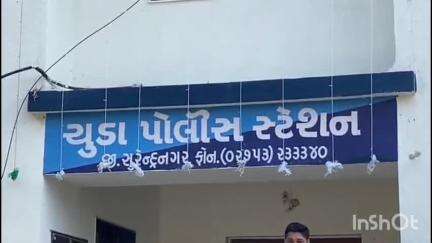 ચુડા પોલીસ સ્ટેશન
જી.સુરેન્દ્રનગર ફોન.(૦૨૭૫૩) ૨૩૩૩૪૦
InShOt